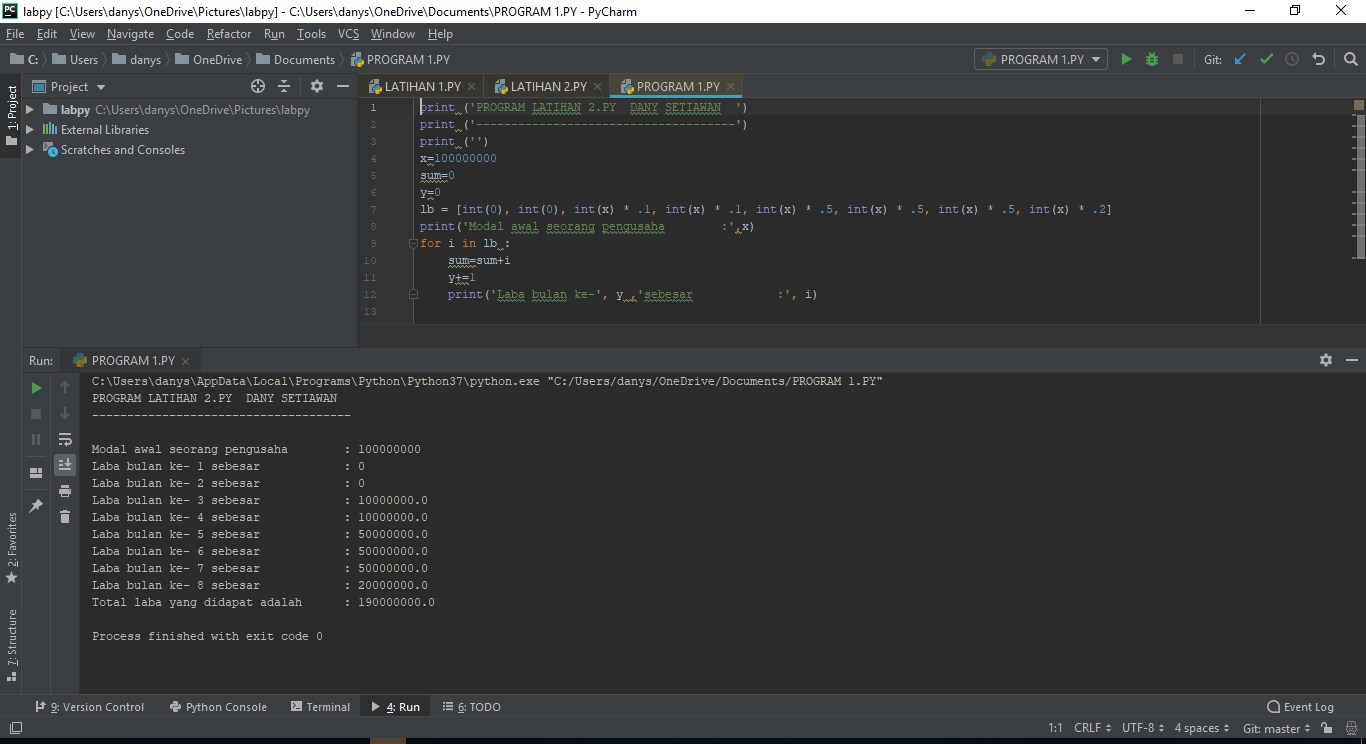 PC labpy [C:\Users\danys\OneDrive\Pictures\labpy] - C:\Users\danys\OneDrive\Documents\PROGRAM 1.PY - PyCharm
File Edit View Navigate Code Refactor Run Tools VCS Window Help
C: Users danys OneDrive Documents PROGRAM 1.PY PROGRAM 1.PY Git:
Project LATIHAN 1.PY LATIHAN 2.PY PROGRAM 1.PY
1: Project
labpy C:\Users\danys\OneDrive\Pictures\labpy
External Libraries
Scratches and Consoles
1 print ('PROGRAM LATIHAN 2.PY  DANY SETIAWAN  ')
2 print ('-------------------------------------')
3 print ('')
4 x=100000000
5 sum=0
6 y=0
7 lb = [int(0), int(0), int(x) * .1, int(x) * .1, int(x) * .5, int(x) * .5, int(x) * .5, int(x) * .2]
8 print('Modal awal seorang pengusaha        :',x)
9 for i in lb :
10     sum=sum+i
11     y+=1
12     print('Laba bulan ke-', y ,'sebesar            :', i)
13
Run: PROGRAM 1.PY
C:\Users\danys\AppData\Local\Programs\Python\Python37\python.exe "C:/Users/danys/OneDrive/Documents/PROGRAM 1.PY"
PROGRAM LATIHAN 2.PY  DANY SETIAWAN
-------------------------------------
Modal awal seorang pengusaha        : 100000000
Laba bulan ke- 1 sebesar            : 0
Laba bulan ke- 2 sebesar            : 0
Laba bulan ke- 3 sebesar            : 10000000.0
Laba bulan ke- 4 sebesar            : 10000000.0
Laba bulan ke- 5 sebesar            : 50000000.0
Laba bulan ke- 6 sebesar            : 50000000.0
Laba bulan ke- 7 sebesar            : 50000000.0
Laba bulan ke- 8 sebesar            : 20000000.0
Total laba yang didapat adalah      : 190000000.0
Process finished with exit code 0
2: Favorites
7: Structure
9: Version Control Python Console Terminal 4: Run 6: TODO Event Log
1:1 CRLF UTF-8 4 spaces Git: master